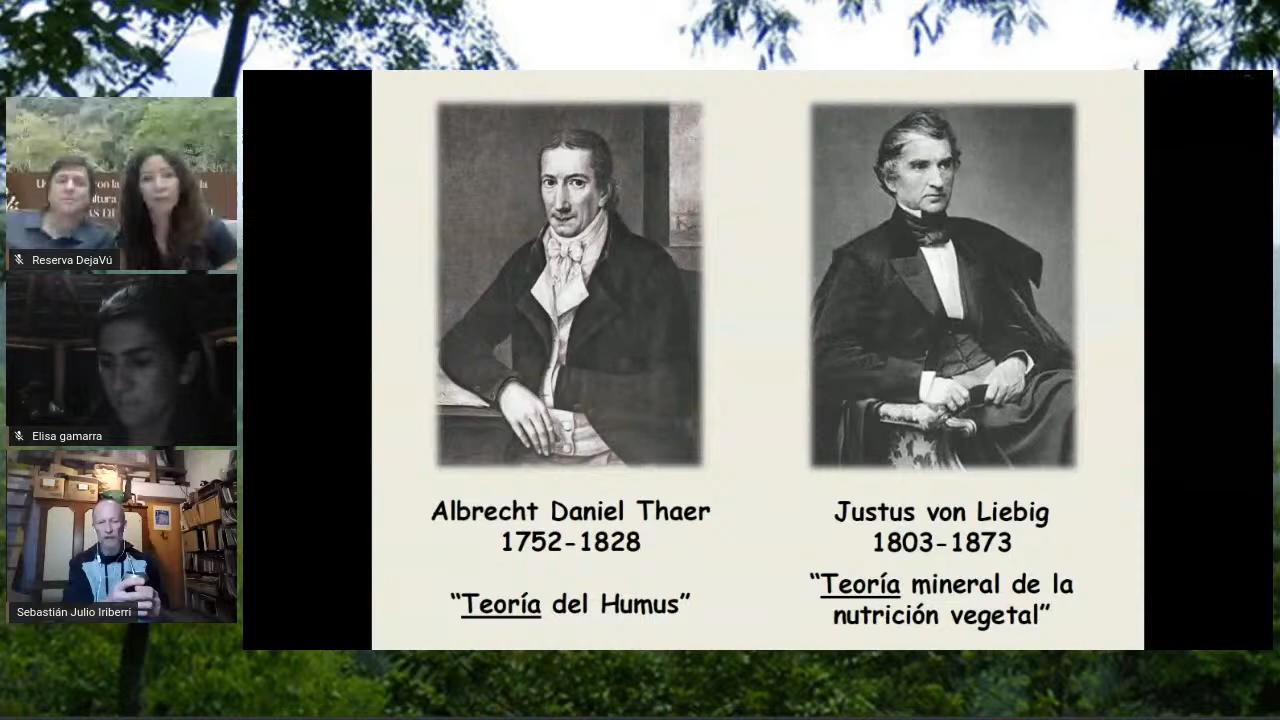 Reserva DejaVú
Elisa gamarra
Sebastián Julio Iriberri
Albrecht Daniel Thaer
1752-1828
“Teoría del Humus”
Justus von Liebig
1803-1873
“Teoría mineral de la
nutrición vegetal”